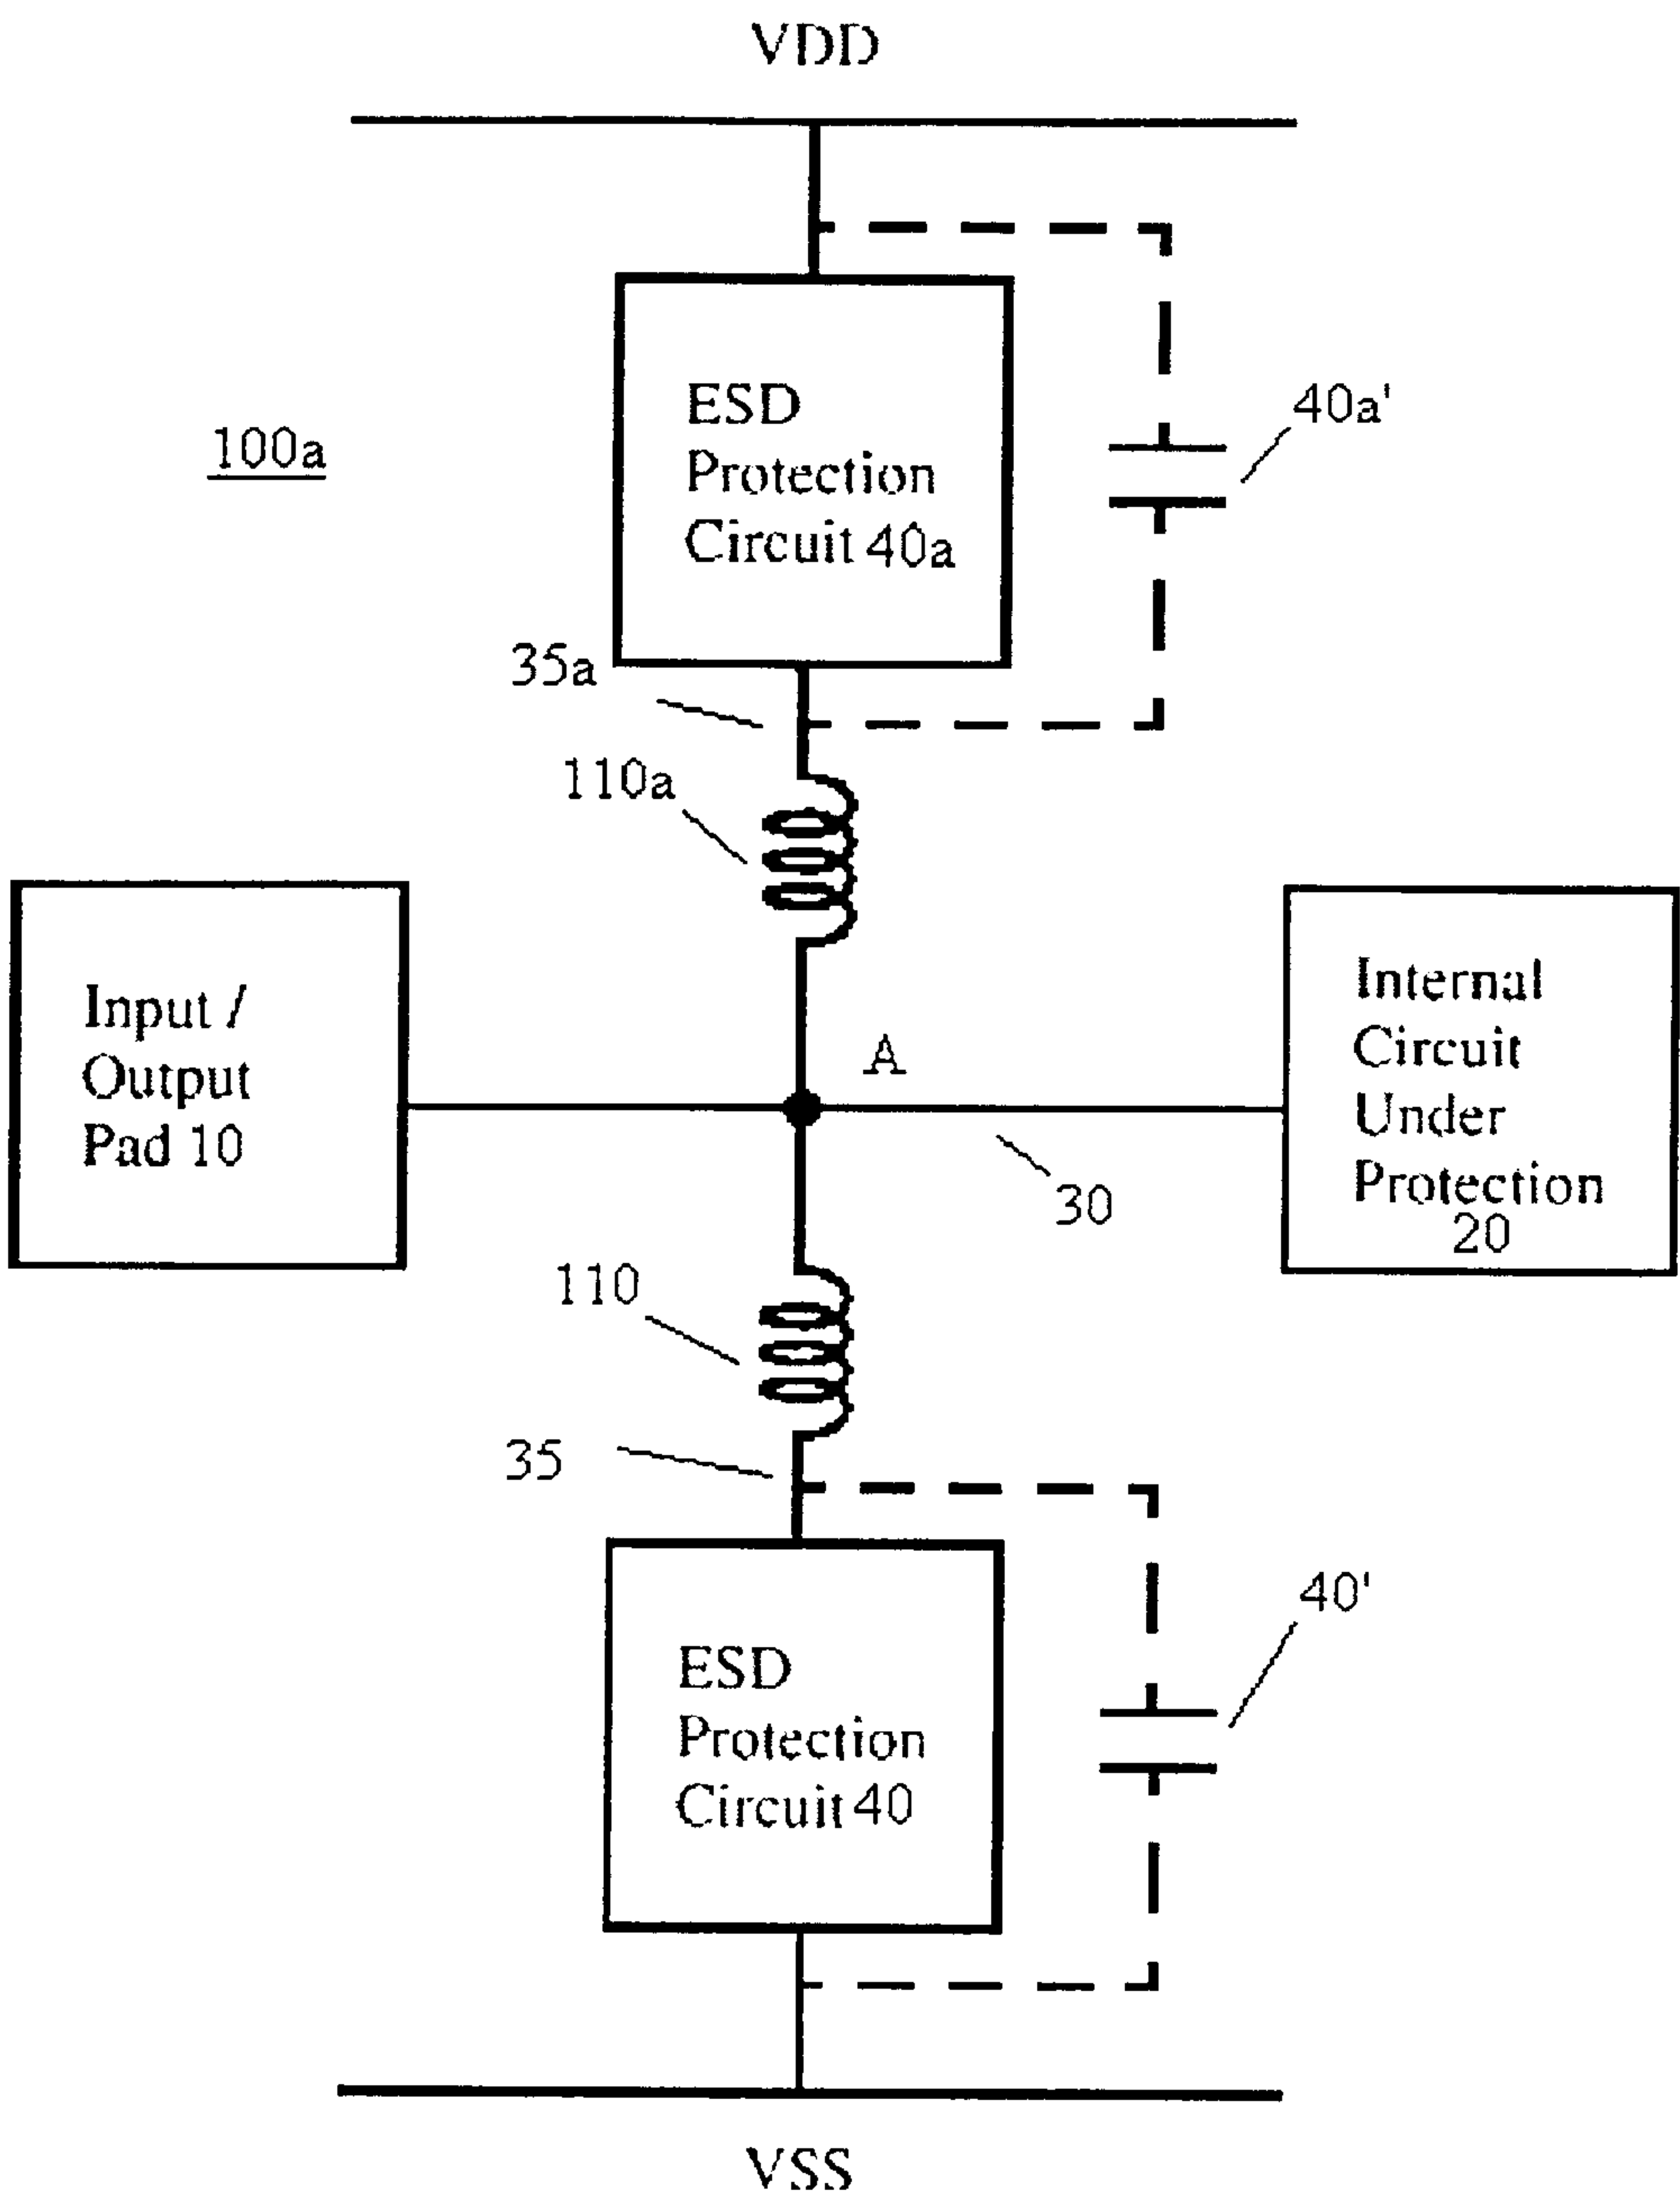 VDD
ESD
Protection
Circuit 40a
40a'
100a
35a
110a
Input /
Output
Pad 10
A
30
Internal
Circuit
Under
Protection
20
110
35
ESD
Protection
Circuit 40
40'
VSS